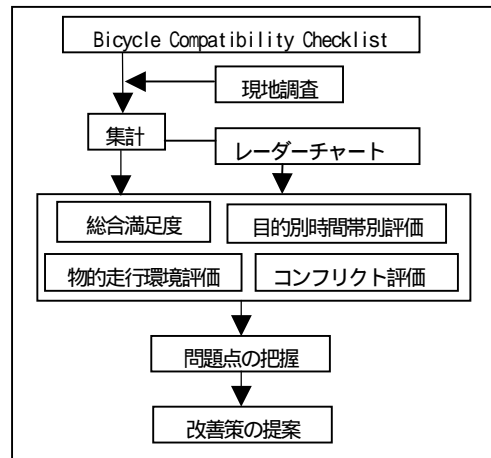 Bicycle Compatibility Checklist
現地調査
集計
レーダーチャート
総合満足度
目的別時間帯別評価
物的走行環境評価
コンフリクト評価
問題点の把握
改善策の提案